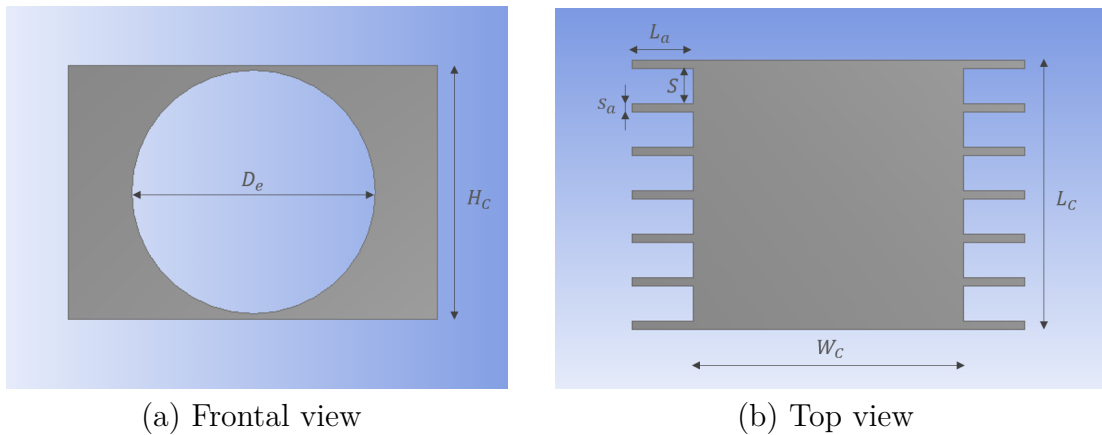 D_e
H_C
(a) Frontal view
L_a
S
s_a
L_C
W_C
(b) Top view